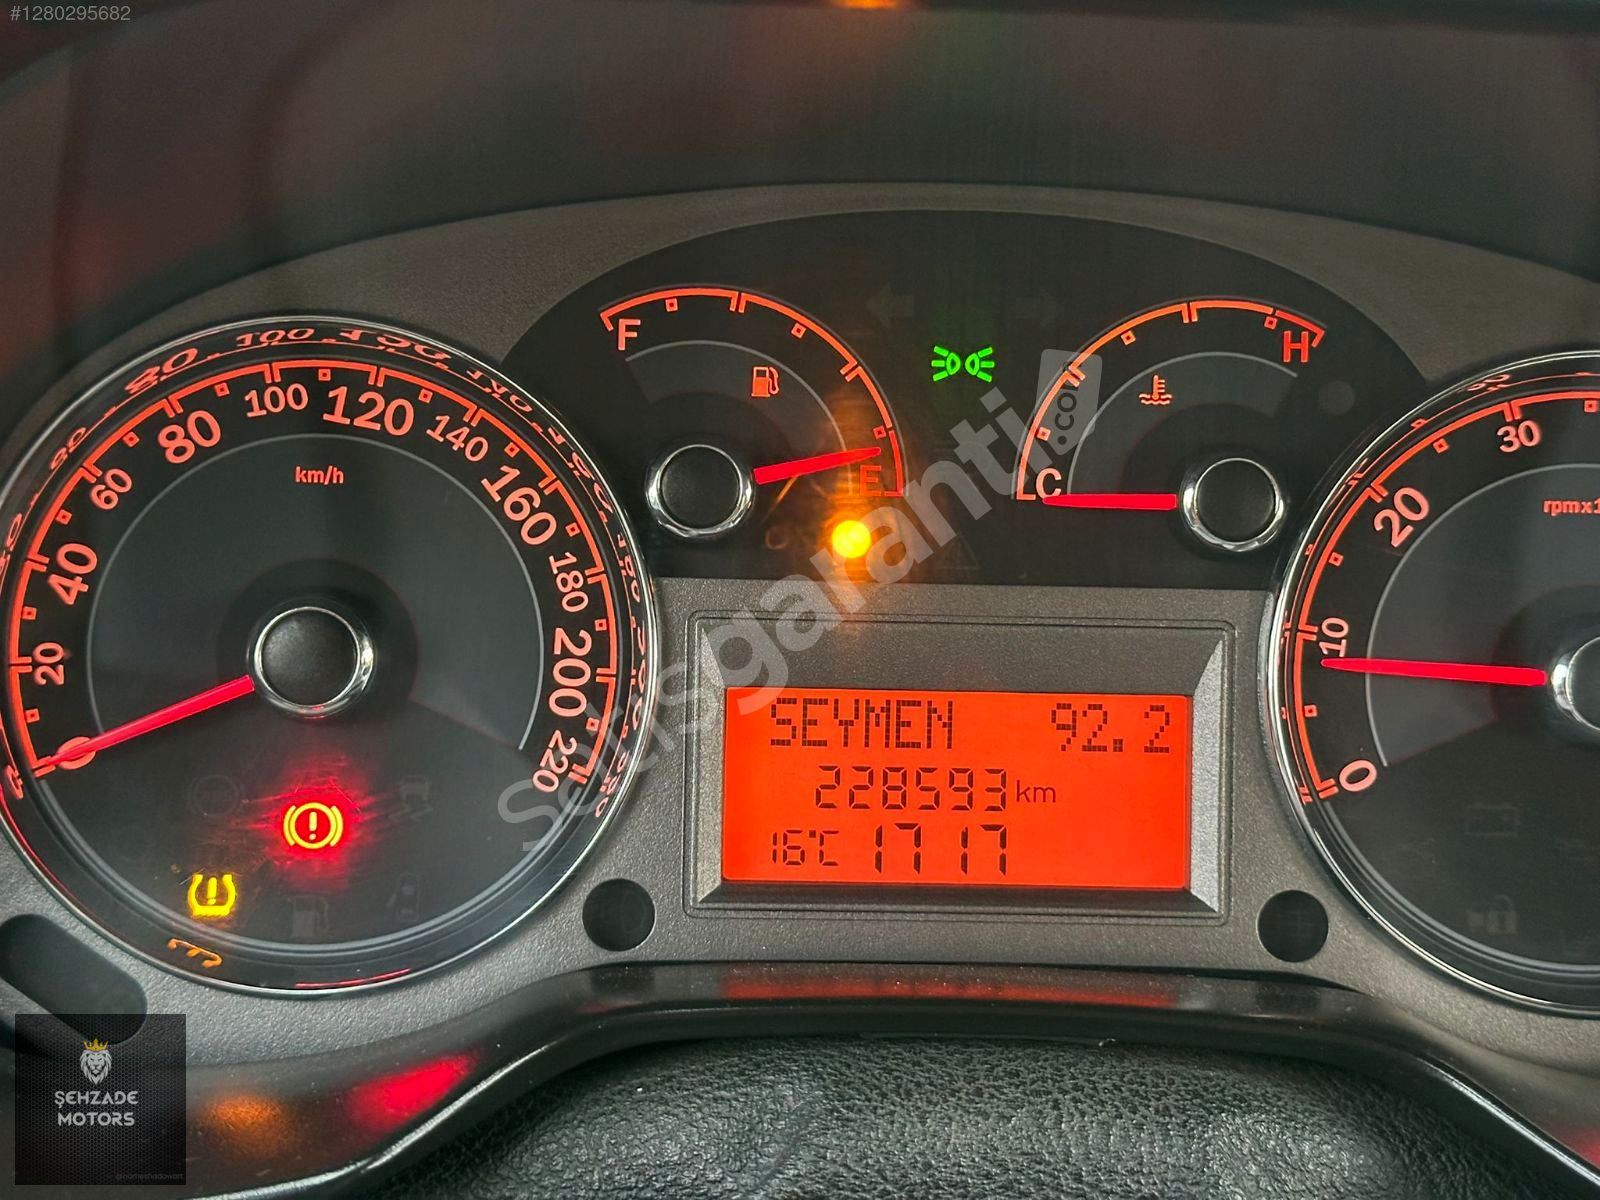 #1280295682
F
E
C
H
20
40
60
80
100
120
140
160
180
200
220
km/h
0
10
20
30
rpmx1
SEYMEN 92.2
228593 km
16°C 17 17
satisgaranti.com
ŞEHZADE
MOTORS